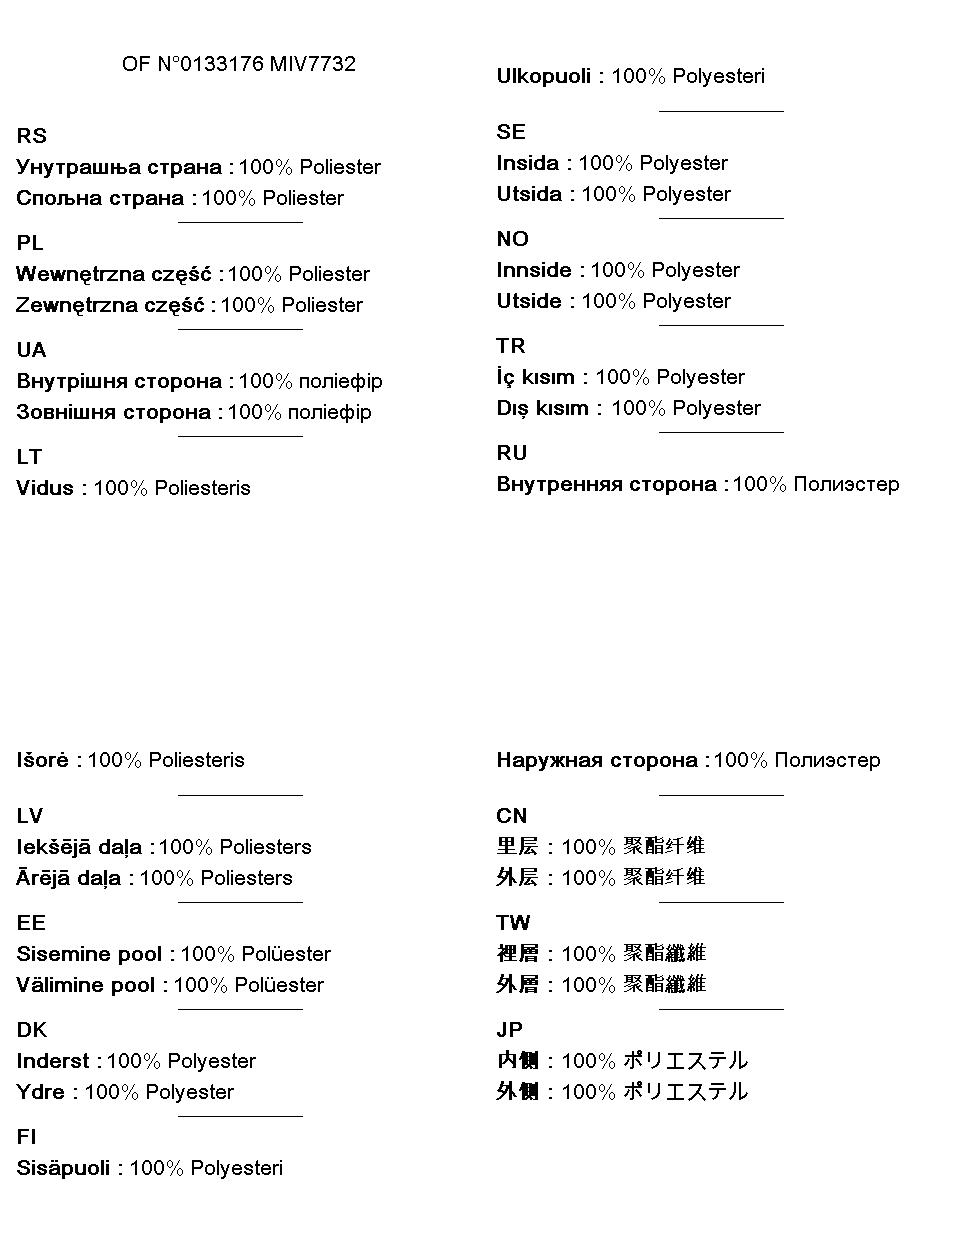 OF N°0133176 MIV7732
RS
Унутрашња страна : 100% Poliester
Спољна страна : 100% Poliester
PL
Wewnętrzna część : 100% Poliester
Zewnętrzna część : 100% Poliester
UA
Внутрішня сторона : 100% поліефір
Зовнішня сторона : 100% поліефір
LT
Vidus : 100% Poliesteris
Išorė : 100% Poliesteris
LV
Iekšējā daļa : 100% Poliesters
Ārējā daļa : 100% Poliesters
EE
Sisemine pool : 100% Polüester
Välimine pool : 100% Polüester
DK
Inderst : 100% Polyester
Ydre : 100% Polyester
FI
Sisäpuoli : 100% Polyesteri
Ulkopuoli : 100% Polyesteri
SE
Insida : 100% Polyester
Utsida : 100% Polyester
NO
Innside : 100% Polyester
Utside : 100% Polyester
TR
İç kısım : 100% Polyester
Dış kısım : 100% Polyester
RU
Внутренняя сторона : 100% Полиэстер
Наружная сторона : 100% Полиэстер
CN
里层 : 100% 聚酯纤维
外层 : 100% 聚酯纤维
TW
裡層 : 100% 聚酯纖維
外層 : 100% 聚酯纖維
JP
内側 : 100% ポリエステル
外側 : 100% ポリエステル